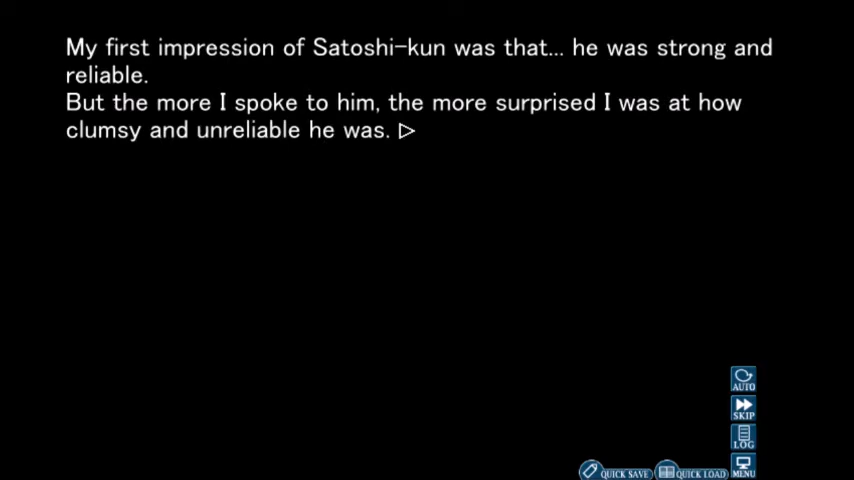 My first impression of Satoshi-kun was that... he was strong and
reliable.
But the more I spoke to him, the more surprised I was at how
clumsy and unreliable he was.
AUTO
SKIP
LOG
MENU
QUICK SAVE
QUICK LOAD